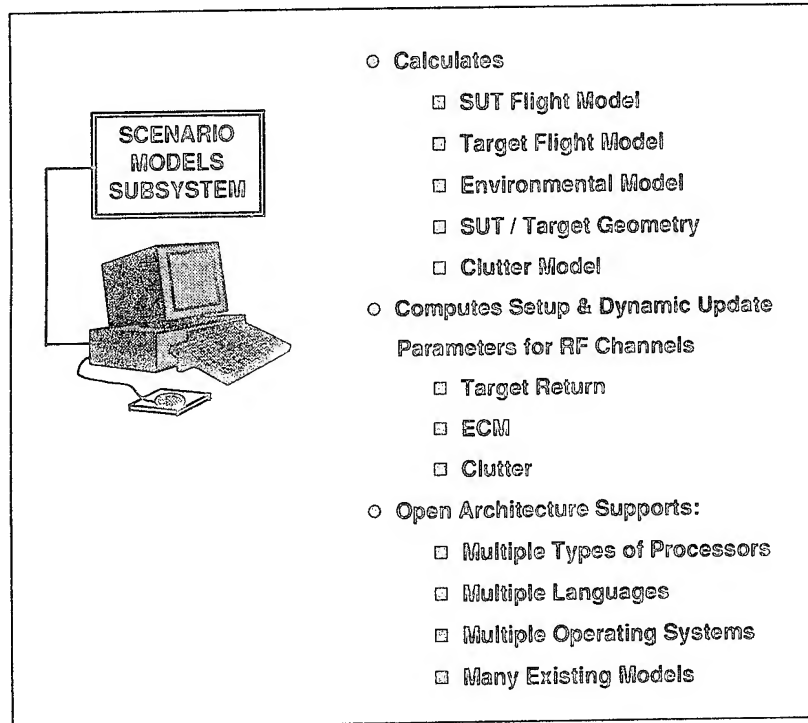 SCENARIO
MODELS
SUBSYSTEM
○ Calculates
□ SUT Flight Model
□ Target Flight Model
□ Environmental Model
□ SUT / Target Geometry
□ Clutter Model
○ Computes Setup & Dynamic Update
Parameters for RF Channels
□ Target Return
□ ECM
□ Clutter
○ Open Architecture Supports:
□ Multiple Types of Processors
□ Multiple Languages
□ Multiple Operating Systems
□ Many Existing Models